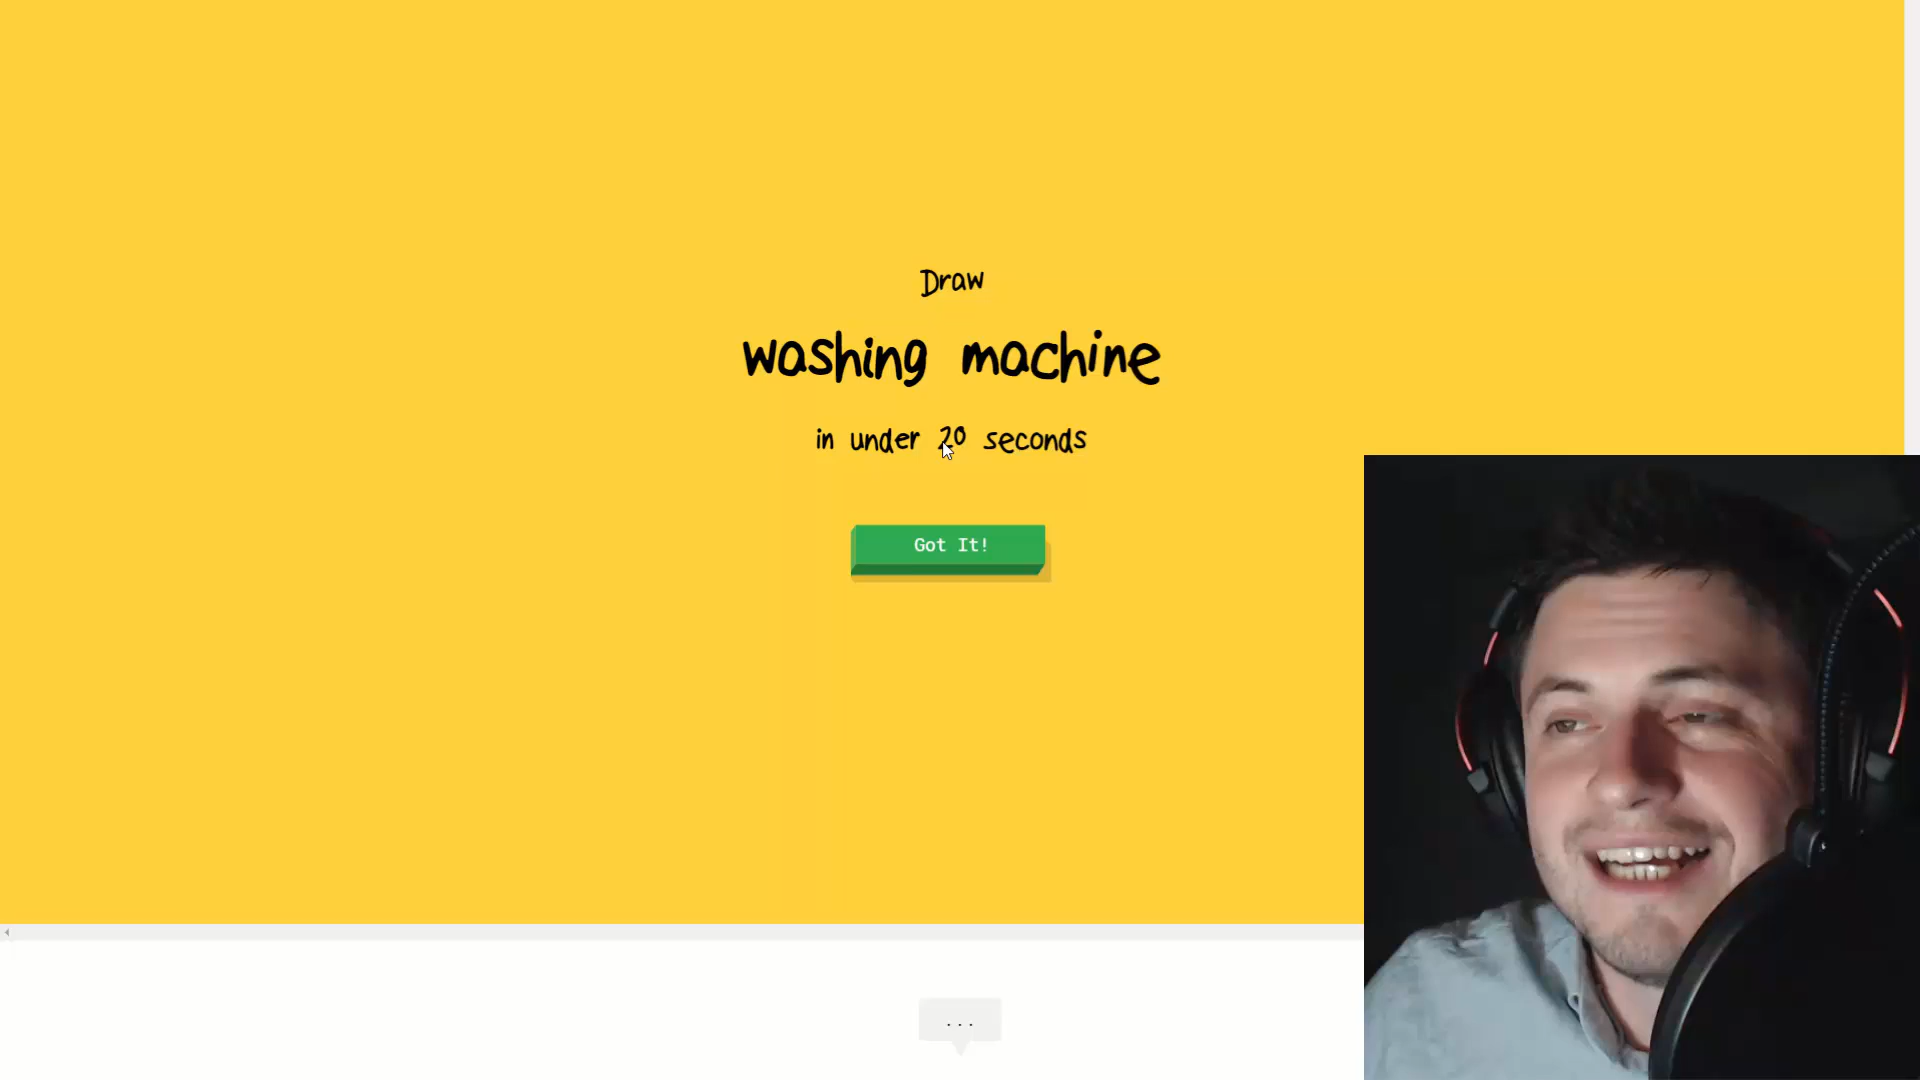 Draw
washing machine
in under 20 seconds
Got It!
...